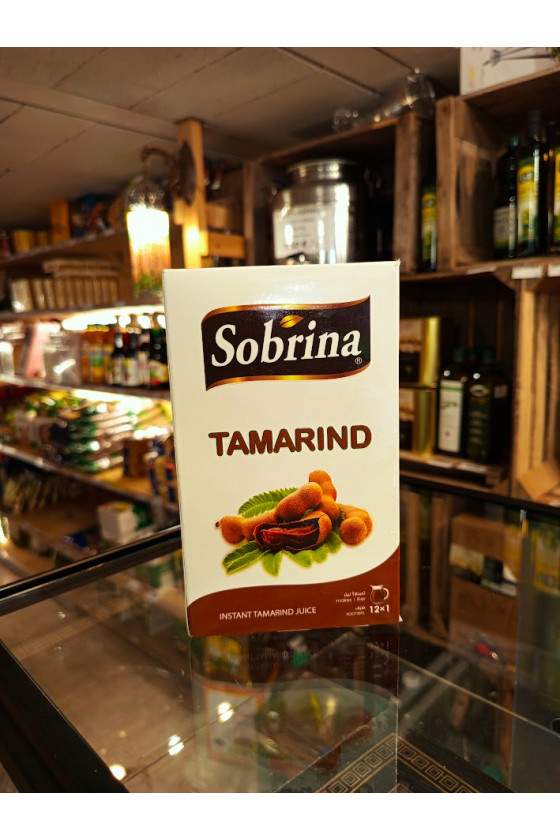 Sobrina®
TAMARIND
INSTANT TAMARIND JUICE
12×1